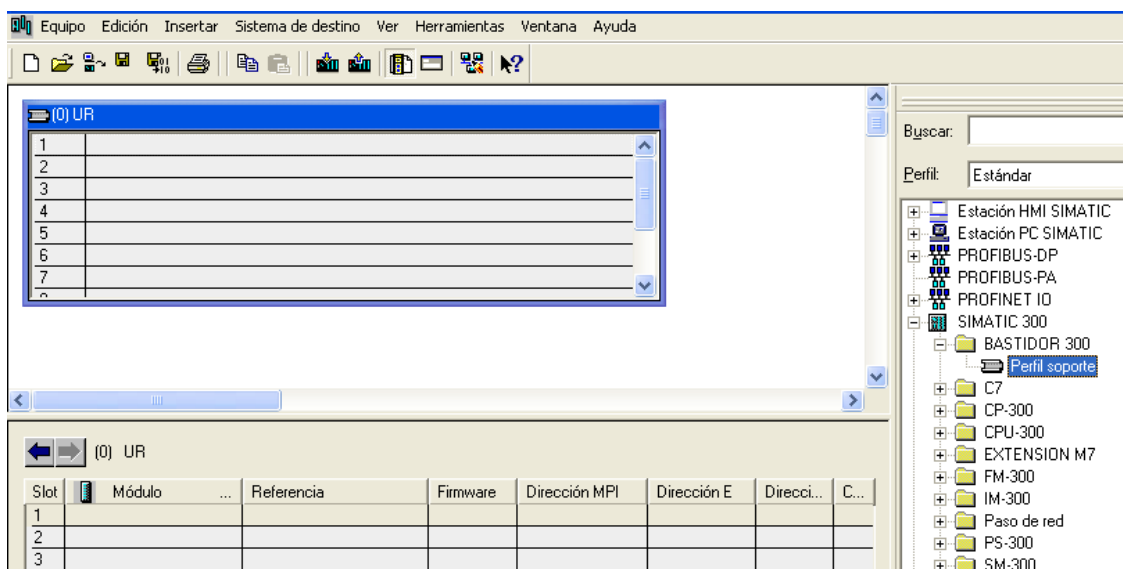 Equipo Edición Insertar Sistema de destino Ver Herramientas Ventana Ayuda
(0) UR
1
2
3
4
5
6
7
Buscar:
Perfil: Estándar
Estación HMI SIMATIC
Estación PC SIMATIC
PROFIBUS-DP
PROFIBUS-PA
PROFINET IO
SIMATIC 300
BASTIDOR 300
Perfil soporte
C7
CP-300
CPU-300
EXTENSION M7
FM-300
IM-300
Paso de red
PS-300
SM-300
(0) UR
Slot Módulo ... Referencia Firmware Dirección MPI Dirección E Direcci... C...
1
2
3